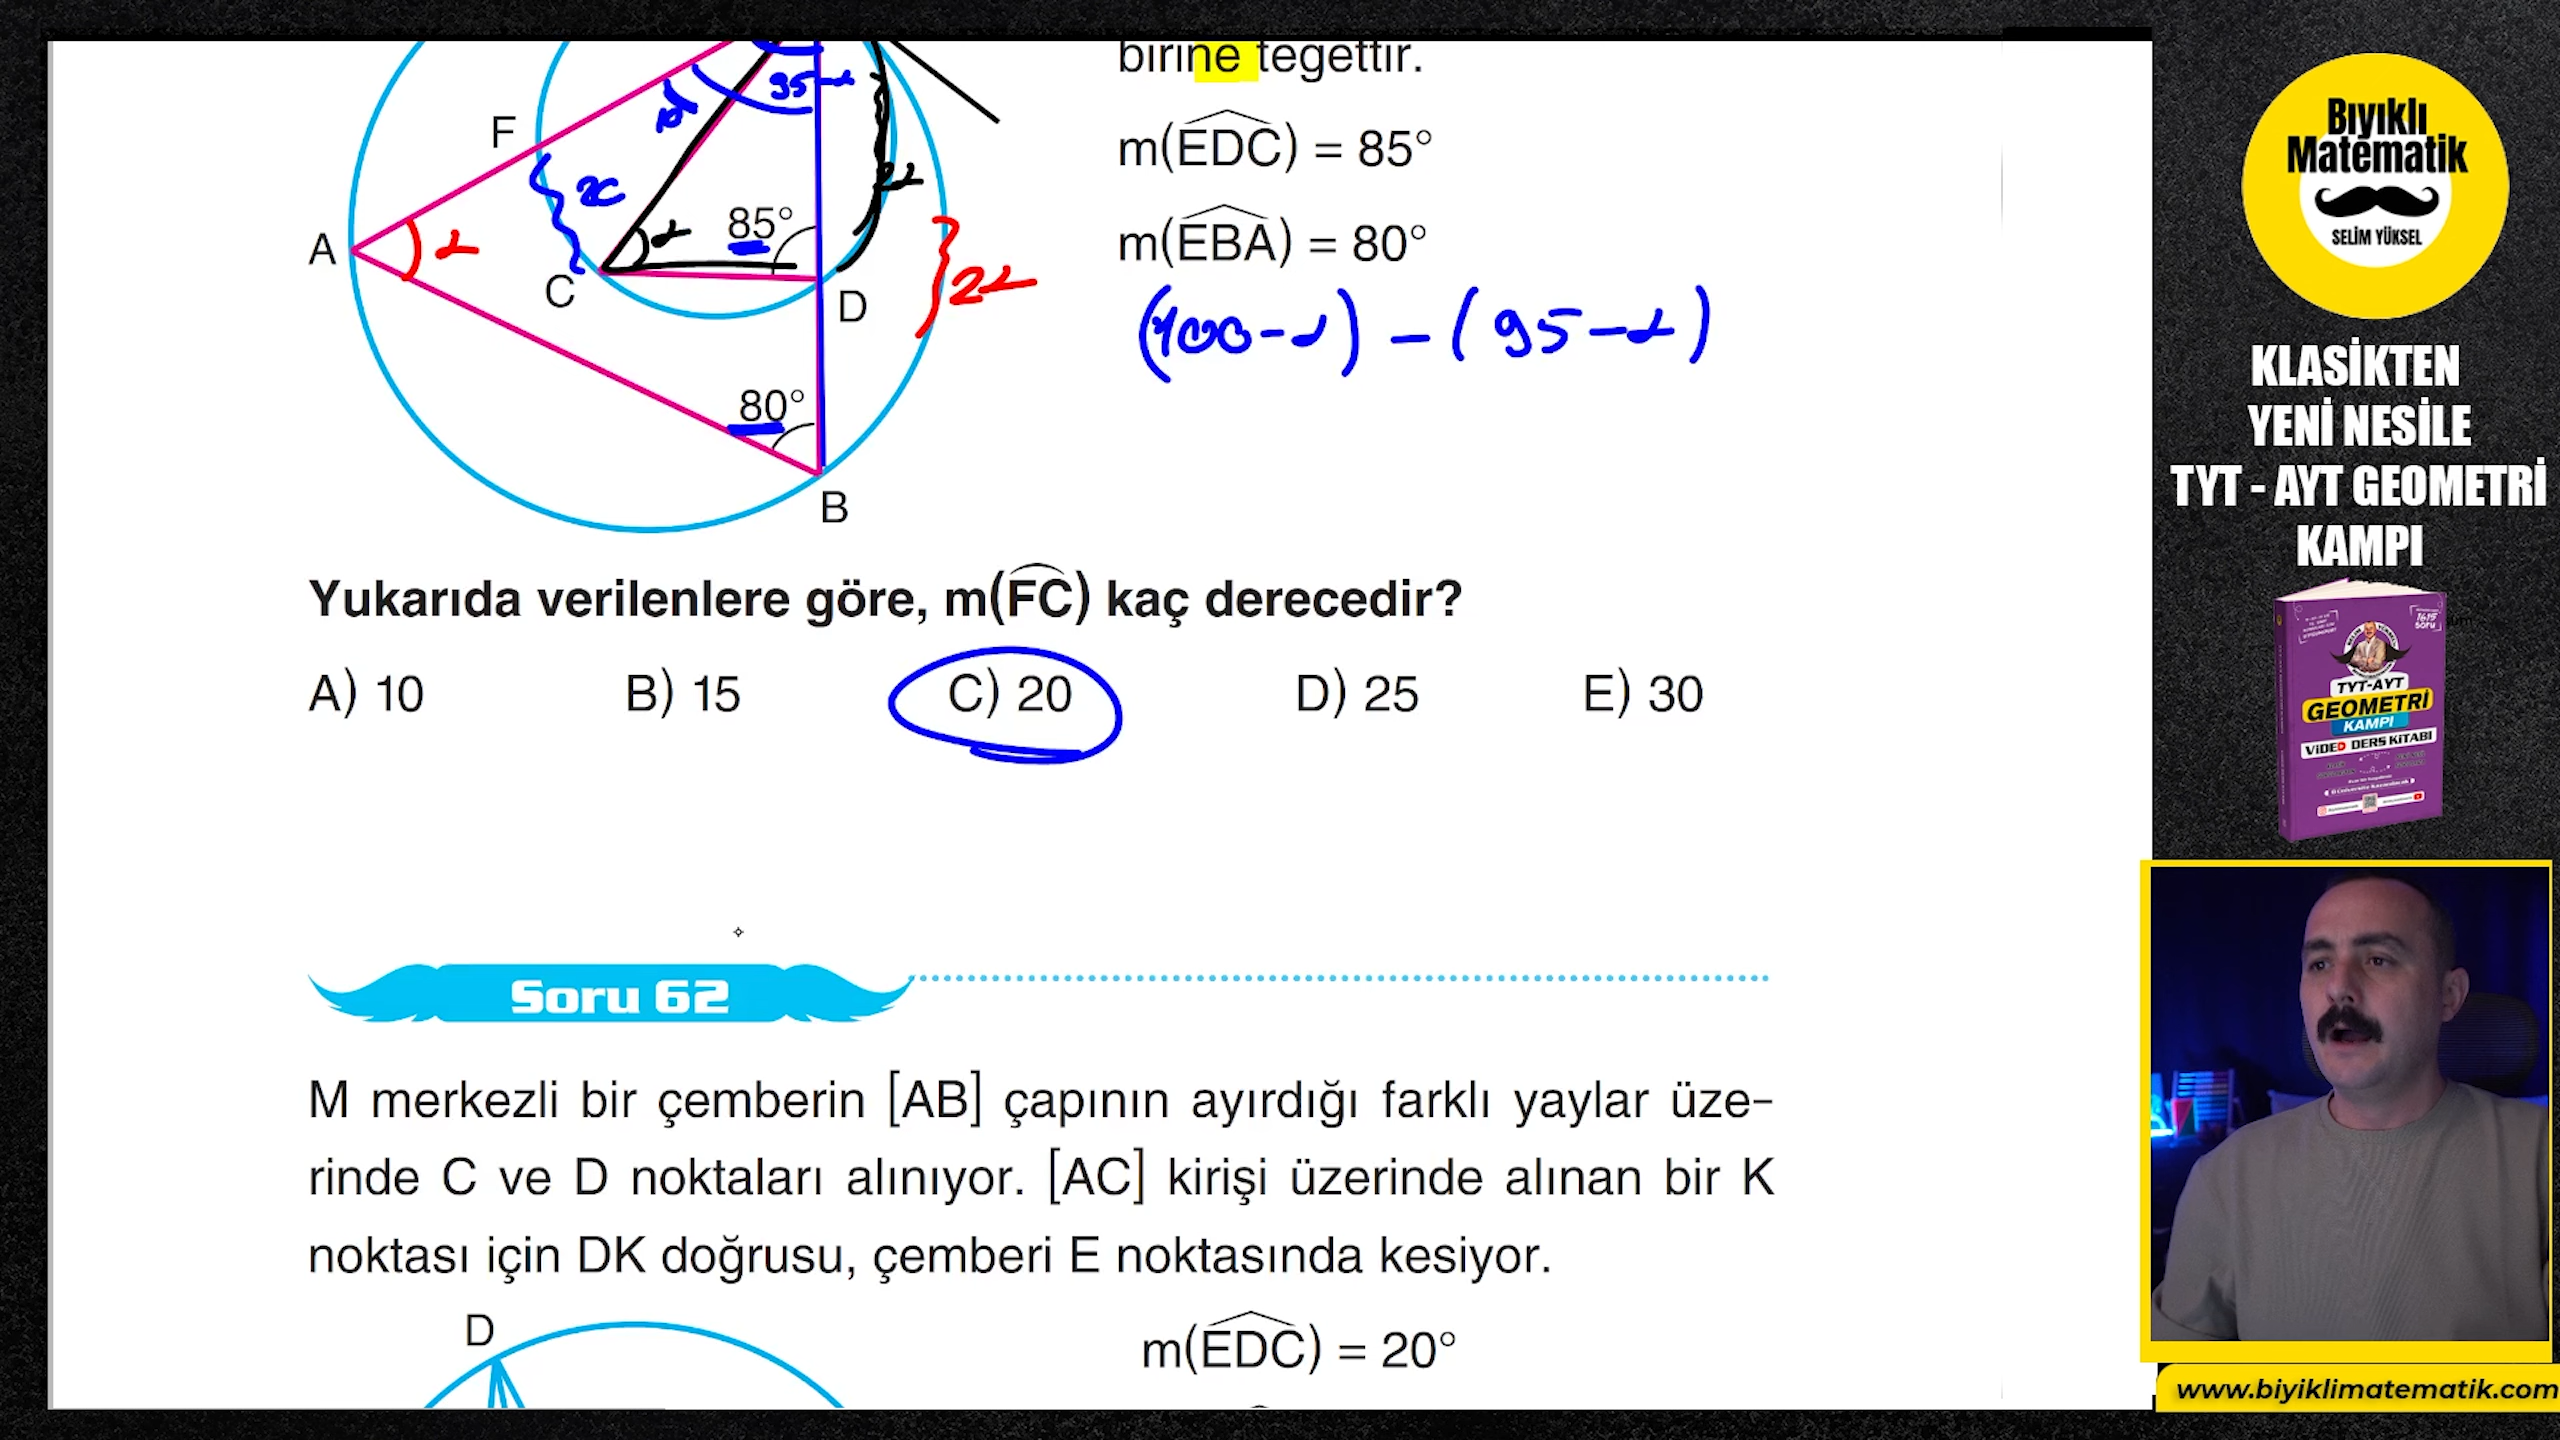 birine teğettir.
95-α
F
m(EDC) = 85°
2x
α
85°
m(EBA) = 80°
A
α
α
C
D
2α
(100-α) - (95-α)
80°
B
Yukarıda verilenlere göre, m(FC) kaç derecedir?
A) 10 B) 15 C) 20 D) 25 E) 30
Soru 62
M merkezli bir çemberin [AB] çapının ayırdığı farklı yaylar üze-
rinde C ve D noktaları alınıyor. [AC] kirişi üzerinde alınan bir K
noktası için DK doğrusu, çemberi E noktasında kesiyor.
D
m(EDC) = 20°
Bıyıklı
Matematik
SELİM YÜKSEL
KLASİKTEN
YENİ NESİLE
TYT - AYT GEOMETRİ
KAMPI
1615
soru
TYT-AYT
GEOMETRİ
KAMPI
VİDEO DERS KİTABI
www.biyiklimatematik.com